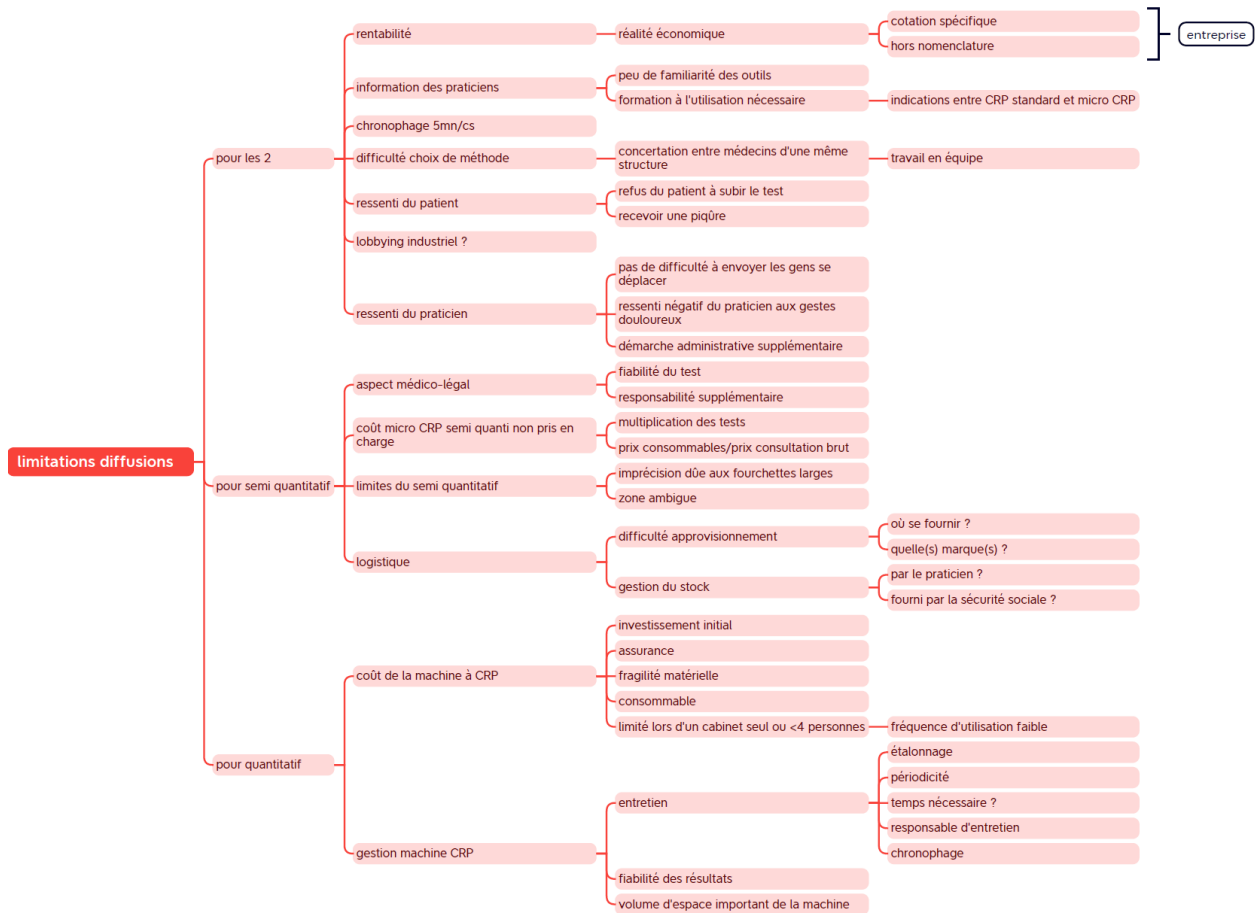 limitations diffusions
pour les 2
rentabilité
réalité économique
cotation spécifique
hors nomenclature
entreprise
information des praticiens
peu de familiarité des outils
formation à l'utilisation nécessaire
indications entre CRP standard et micro CRP
chronophage 5mn/cs
difficulté choix de méthode
concertation entre médecins d'une même
structure
travail en équipe
ressenti du patient
refus du patient à subir le test
recevoir une piqûre
lobbying industriel ?
ressenti du praticien
pas de difficulté à envoyer les gens se
déplacer
ressenti négatif du praticien aux gestes
douloureux
démarche administrative supplémentaire
pour semi quantitatif
aspect médico-légal
fiabilité du test
responsabilité supplémentaire
coût micro CRP semi quanti non pris en
charge
multiplication des tests
prix consommables/prix consultation brut
limites du semi quantitatif
imprécision dûe aux fourchettes larges
zone ambigue
logistique
difficulté approvisionnement
où se fournir ?
quelle(s) marque(s) ?
gestion du stock
par le praticien ?
fourni par la sécurité sociale ?
pour quantitatif
coût de la machine à CRP
investissement initial
assurance
fragilité matérielle
consommable
limité lors d'un cabinet seul ou <4 personnes
fréquence d'utilisation faible
gestion machine CRP
entretien
étalonnage
périodicité
temps nécessaire ?
responsable d'entretien
chronophage
fiabilité des résultats
volume d'espace important de la machine